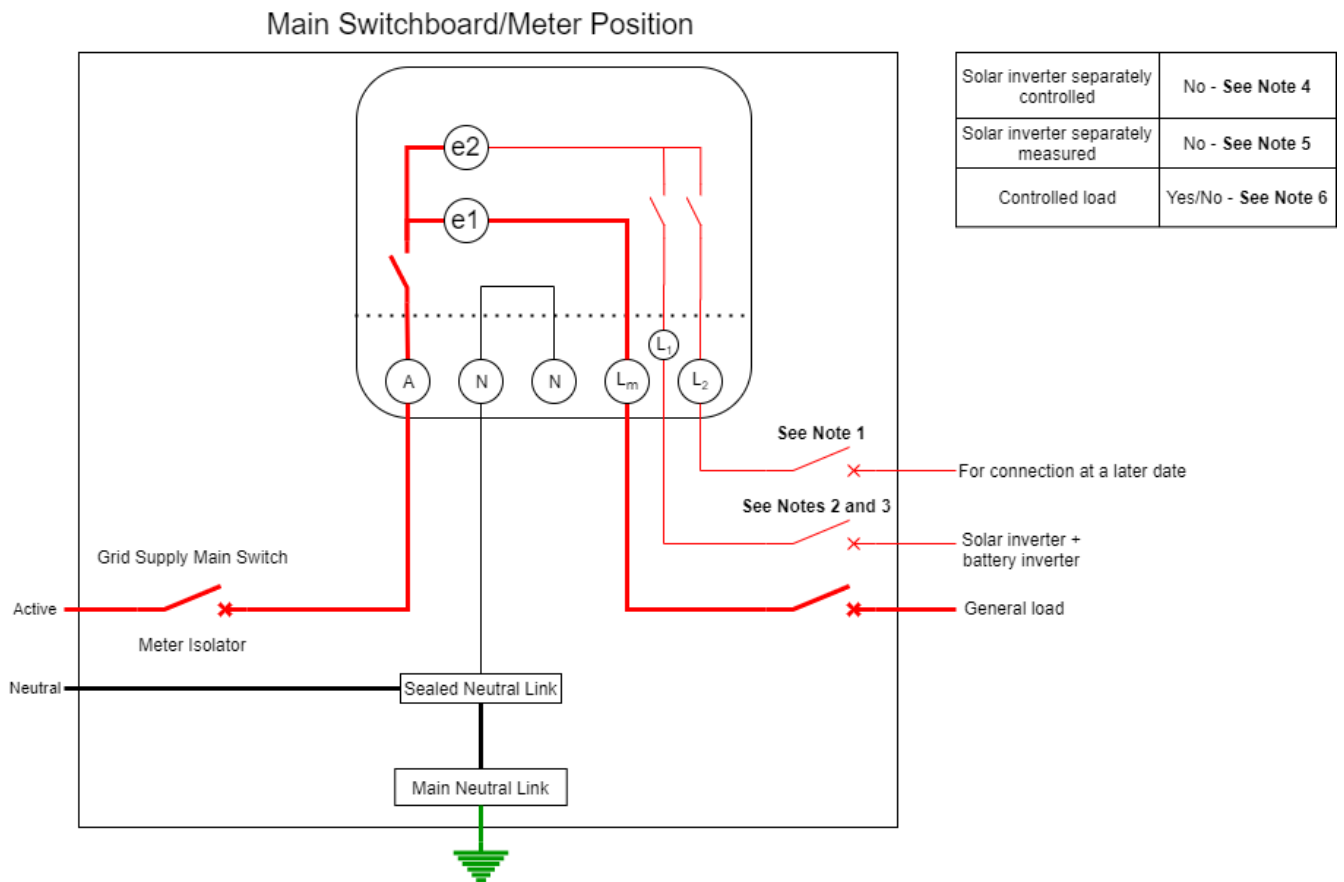 Main Switchboard/Meter Position
Solar inverter separately
controlled
No - See Note 4
Solar inverter separately
measured
No - See Note 5
Controlled load
Yes/No - See Note 6
e2
e1
L₁
A
N
N
Lₘ
L₂
See Note 1
For connection at a later date
See Notes 2 and 3
Solar inverter +
battery inverter
Grid Supply Main Switch
Active
General load
Meter Isolator
Neutral
Sealed Neutral Link
Main Neutral Link